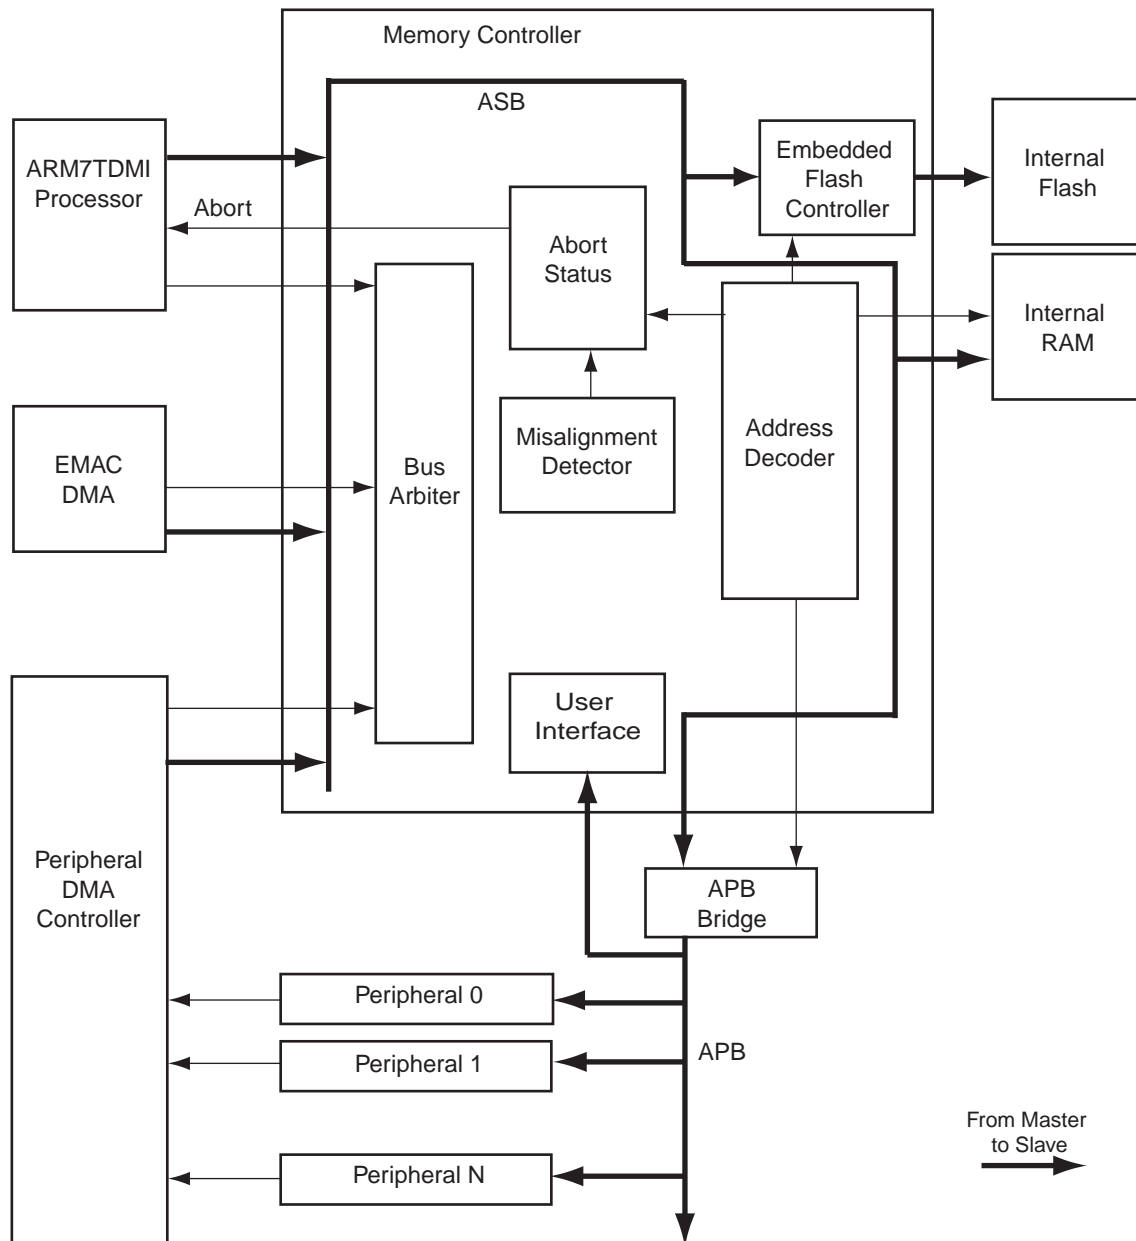 Memory Controller
ASB
ARM7TDMI
Processor
Abort
Embedded
Flash
Controller
Internal
Flash
Abort
Status
Internal
RAM
EMAC
DMA
Bus
Arbiter
Misalignment
Detector
Address
Decoder
User
Interface
Peripheral
DMA
Controller
APB
Bridge
Peripheral 0
Peripheral 1
APB
Peripheral N
From Master
to Slave